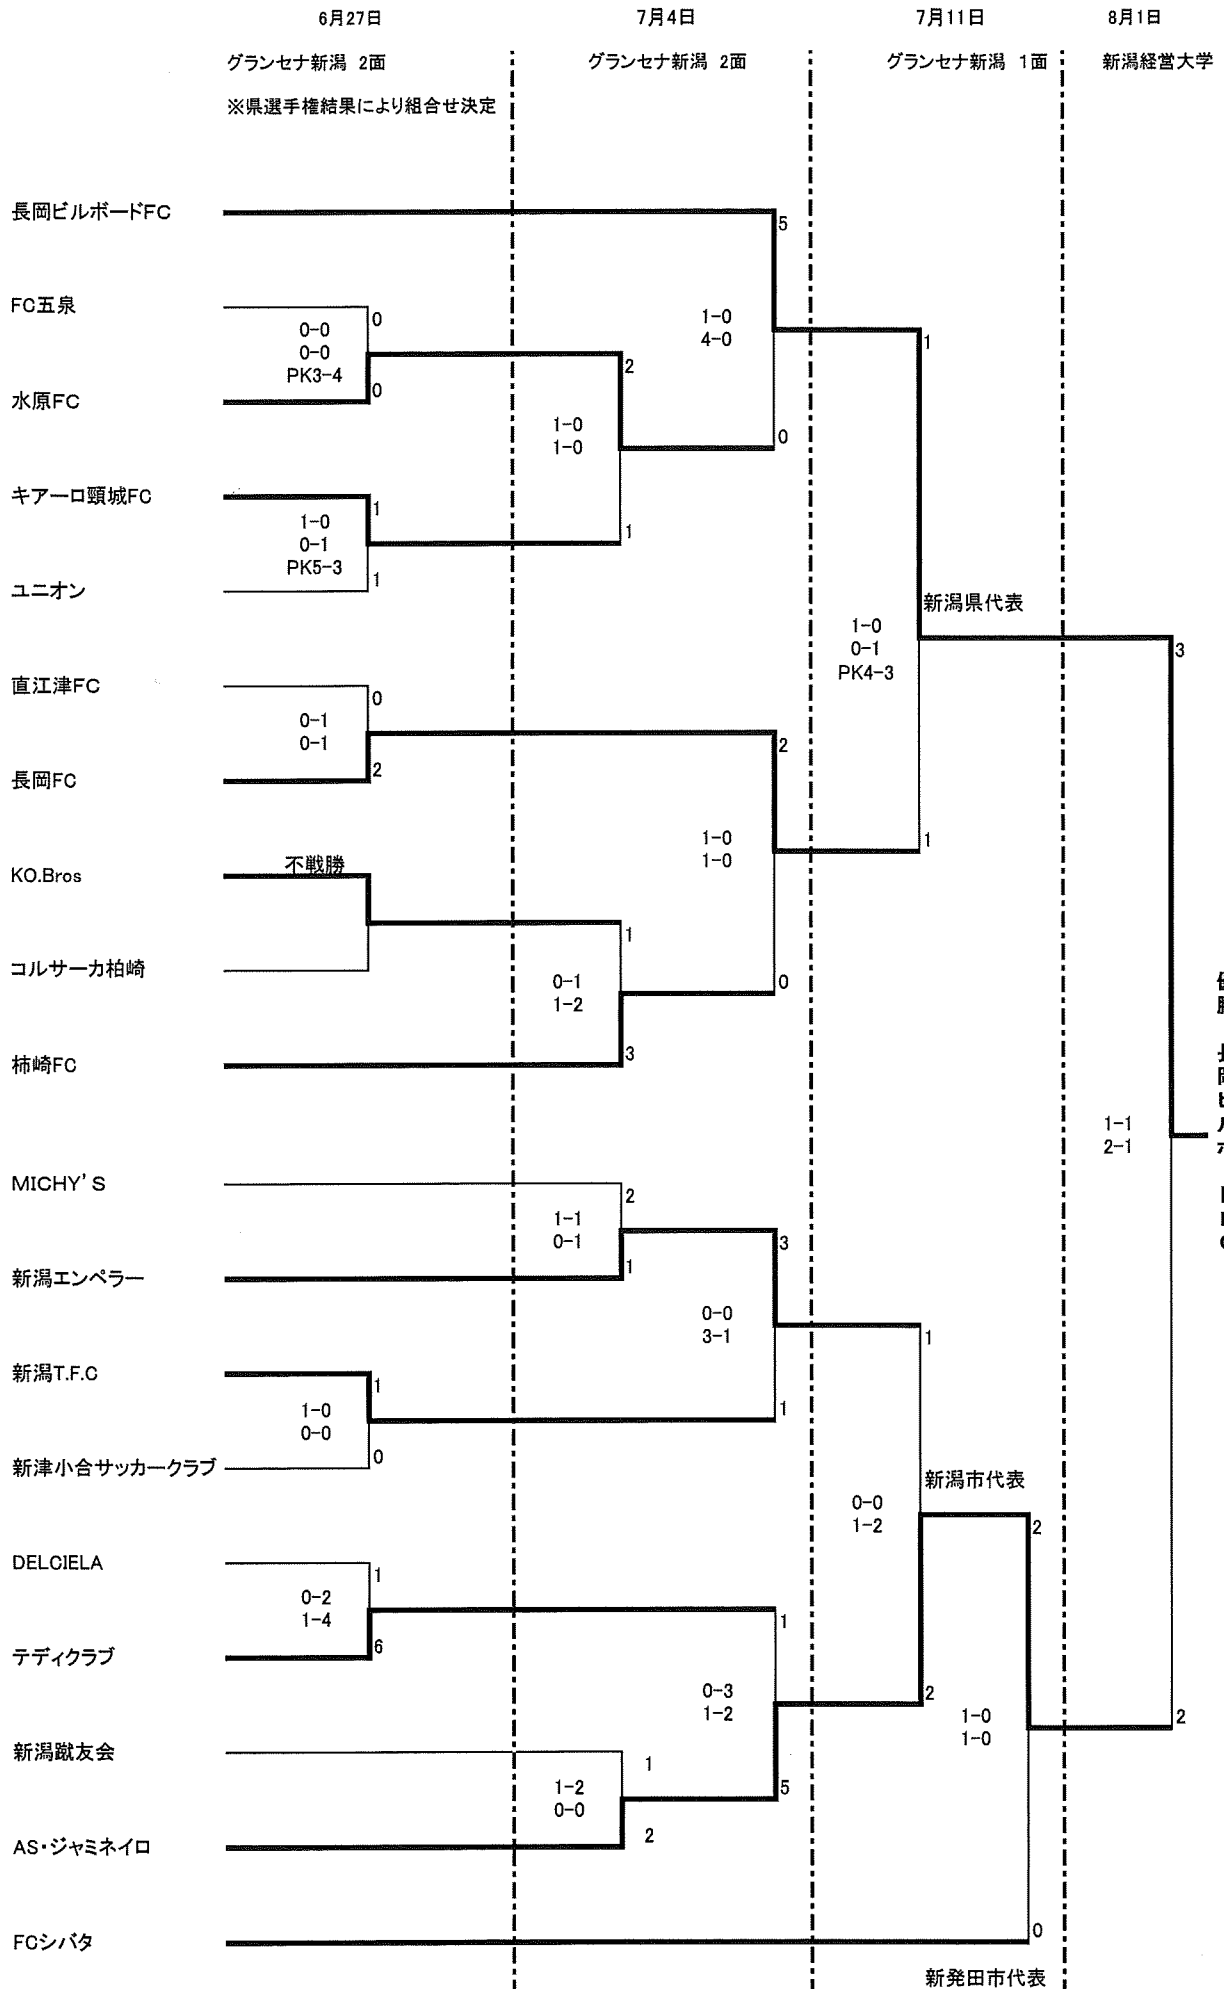 6月27日
7月4日
7月11日
8月1日
グランセナ新潟 2面
グランセナ新潟 2面
グランセナ新潟 1面
新潟経営大学
※県選手権結果により組合せ決定
長岡ビルボードFC
5
FC五泉
0
0-0
0-0
PK3-4
1-0
4-0
1
2
水原FC
0
1-0
1-0
0
キアーロ頸城FC
1
1-0
0-1
PK5-3
1
ユニオン
1
新潟県代表
1-0
0-1
PK4-3
3
直江津FC
0
0-1
0-1
2
長岡FC
2
1-0
1-0
1
KO.Bros
不戦勝
1
コルサーカ柏崎
0-1
1-2
0
柿崎FC
3
1-1
2-1
MICHY'S
2
1-1
0-1
3
新潟エンペラー
1
0-0
3-1
1
新潟T.F.C
1
1-0
0-0
1
新津小合サッカークラブ
0
新潟市代表
0-0
1-2
2
DELCIELA
1
0-2
1-4
1
テディクラブ
6
0-3
1-2
2
1-0
1-0
2
新潟蹴友会
1
1-2
0-0
5
AS・ジャミネイロ
2
FCシバタ
0
新発田市代表